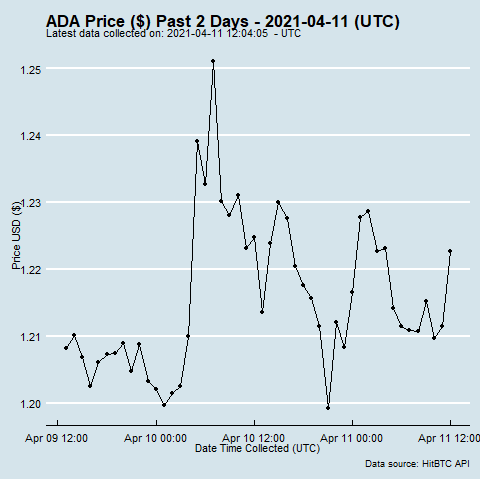 ADA Price ($) Past 2 Days - 2021-04-11 (UTC)
Latest data collected on: 2021-04-11 12:04:05 - UTC
1.25
1.24
1.23
1.22
1.21
1.20
Price USD ($)
Apr 09 12:00 Apr 10 00:00 Apr 10 12:00 Apr 11 00:00 Apr 11 12:00
Date Time Collected (UTC)
Data source: HitBTC API